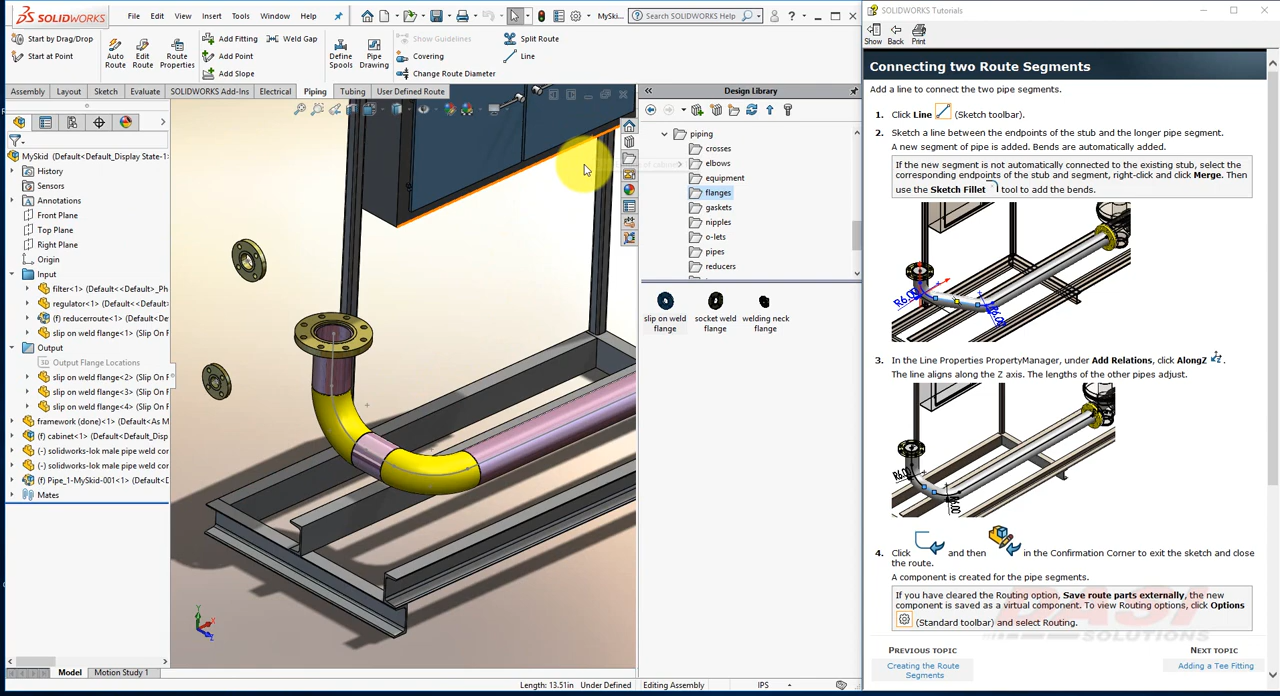 SOLIDWORKS File Edit View Insert Tools Window Help MySki... Search SOLIDWORKS Help
Start by Drag/Drop
Start at Point
Auto Route
Edit Route
Route Properties
Add Fitting
Weld Gap
Add Point
Add Slope
Define Spools
Pipe Drawing
Show Guidelines
Covering
Change Route Diameter
Split Route
Line
Assembly Layout Sketch Evaluate SOLIDWORKS Add-Ins Electrical Piping Tubing User Defined Route
MySkid (Default<Default_Display State-1>
History
Sensors
Annotations
Front Plane
Top Plane
Right Plane
Origin
Input
filter<1> (Default<<Default>_Ph
regulator<1> (Default<<Default
(f) reducerroute<1> (Default<D
slip on weld flange<1> (Slip On F
Output
Output Flange Locations
slip on weld flange<2> (Slip On F
slip on weld flange<3> (Slip On F
slip on weld flange<4> (Slip On F
framework (done)<1> (Default<As M
(f) cabinet<1> (Default<Default_Disp
(-) solidworks-lok male pipe weld cor
(-) solidworks-lok male pipe weld cor
(f) Pipe_1-MySkid-001<1> (Default<D
Mates
Model Motion Study 1
Design Library
piping
crosses
elbows
equipment
flanges
gaskets
nipples
o-lets
pipes
reducers
slip on weld flange
socket weld flange
welding neck flange
Length: 13.51in Under Defined Editing Assembly IPS
SOLIDWORKS Tutorials
Show Back Print
Connecting two Route Segments
Add a line to connect the two pipe segments.
1. Click Line (Sketch toolbar).
2. Sketch a line between the endpoints of the stub and the longer pipe segment.
A new segment of pipe is added. Bends are automatically added.
If the new segment is not automatically connected to the existing stub, select the
corresponding endpoints of the stub and segment, right-click and click Merge. Then
use the Sketch Fillet tool to add the bends.
R6.00
R6.00
3. In the Line Properties PropertyManager, under Add Relations, click AlongZ .
The line aligns along the Z axis. The lengths of the other pipes adjust.
R6.00
R6.00
4. Click and then in the Confirmation Corner to exit the sketch and close
the route.
A component is created for the pipe segments.
If you have cleared the Routing option, Save route parts externally, the new
component is saved as a virtual component. To view Routing options, click Options
(Standard toolbar) and select Routing.
DASI
SOLUTIONS
Previous topic
Creating the Route
Segments
Next topic
Adding a Tee Fitting